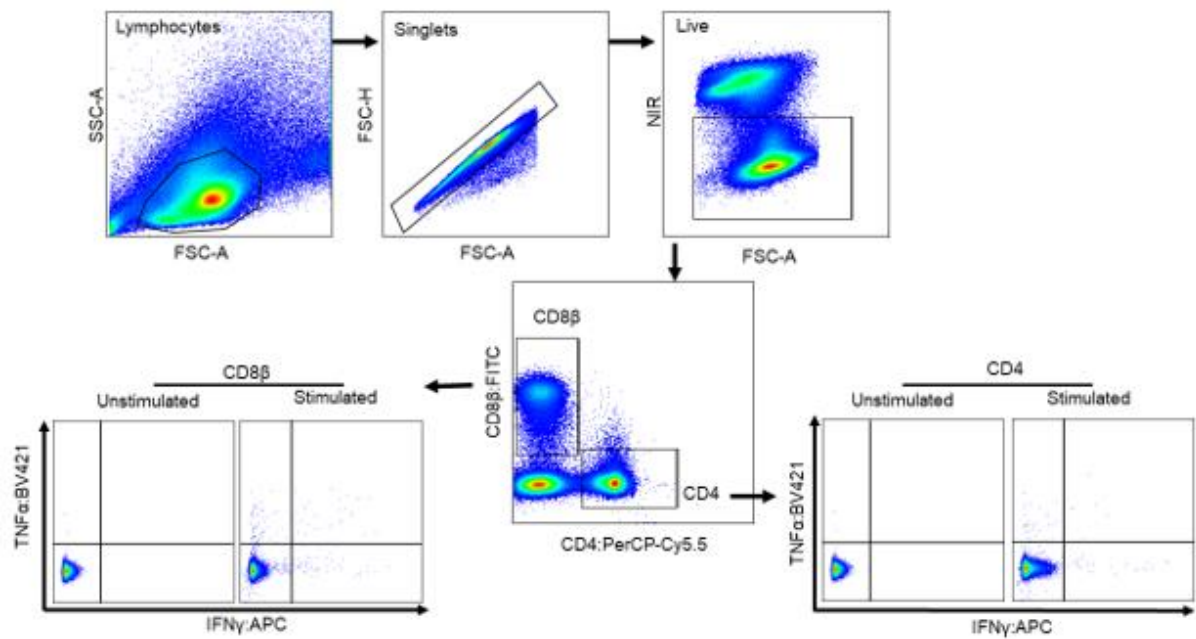 Lymphocytes
SSC-A
FSC-A
Singlets
FSC-H
FSC-A
Live
NIR
FSC-A
CD8β
CD8β:FITC
CD4
CD4:PerCP-Cy5.5
CD8β
Unstimulated
Stimulated
TNFα:BV421
IFNγ:APC
CD4
Unstimulated
Stimulated
TNFα:BV421
IFNγ:APC